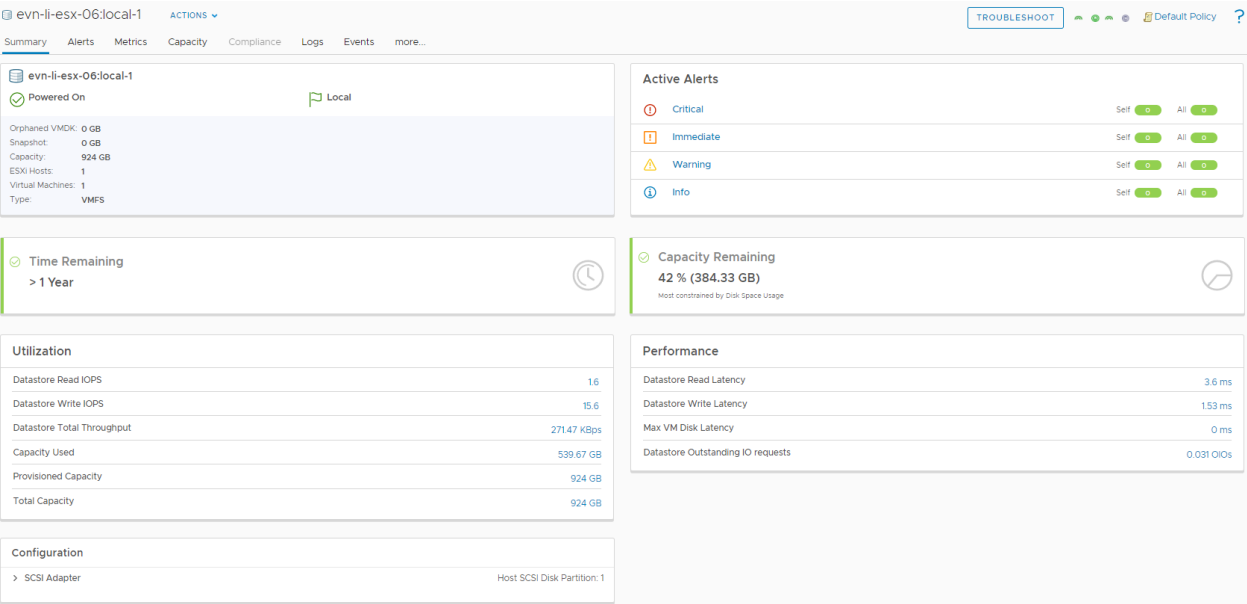 evn-li-esx-06:local-1 ACTIONS TROUBLESHOOT Default Policy ?
Summary Alerts Metrics Capacity Compliance Logs Events more...
evn-li-esx-06:local-1
Powered On Local
Orphaned VMDK: 0 GB
Snapshot: 0 GB
Capacity: 924 GB
ESXi Hosts: 1
Virtual Machines: 1
Type: VMFS
Active Alerts
Critical Self 0 All 0
Immediate Self 0 All 0
Warning Self 0 All 0
Info Self 0 All 0
Time Remaining
> 1 Year
Capacity Remaining
42 % (384.33 GB)
Most constrained by Disk Space Usage
Utilization
Datastore Read IOPS 1.6
Datastore Write IOPS 15.6
Datastore Total Throughput 271.47 KBps
Capacity Used 539.67 GB
Provisioned Capacity 924 GB
Total Capacity 924 GB
Performance
Datastore Read Latency 3.6 ms
Datastore Write Latency 1.53 ms
Max VM Disk Latency 0 ms
Datastore Outstanding IO requests 0.031 OIOs
Configuration
SCSI Adapter Host SCSI Disk Partition: 1